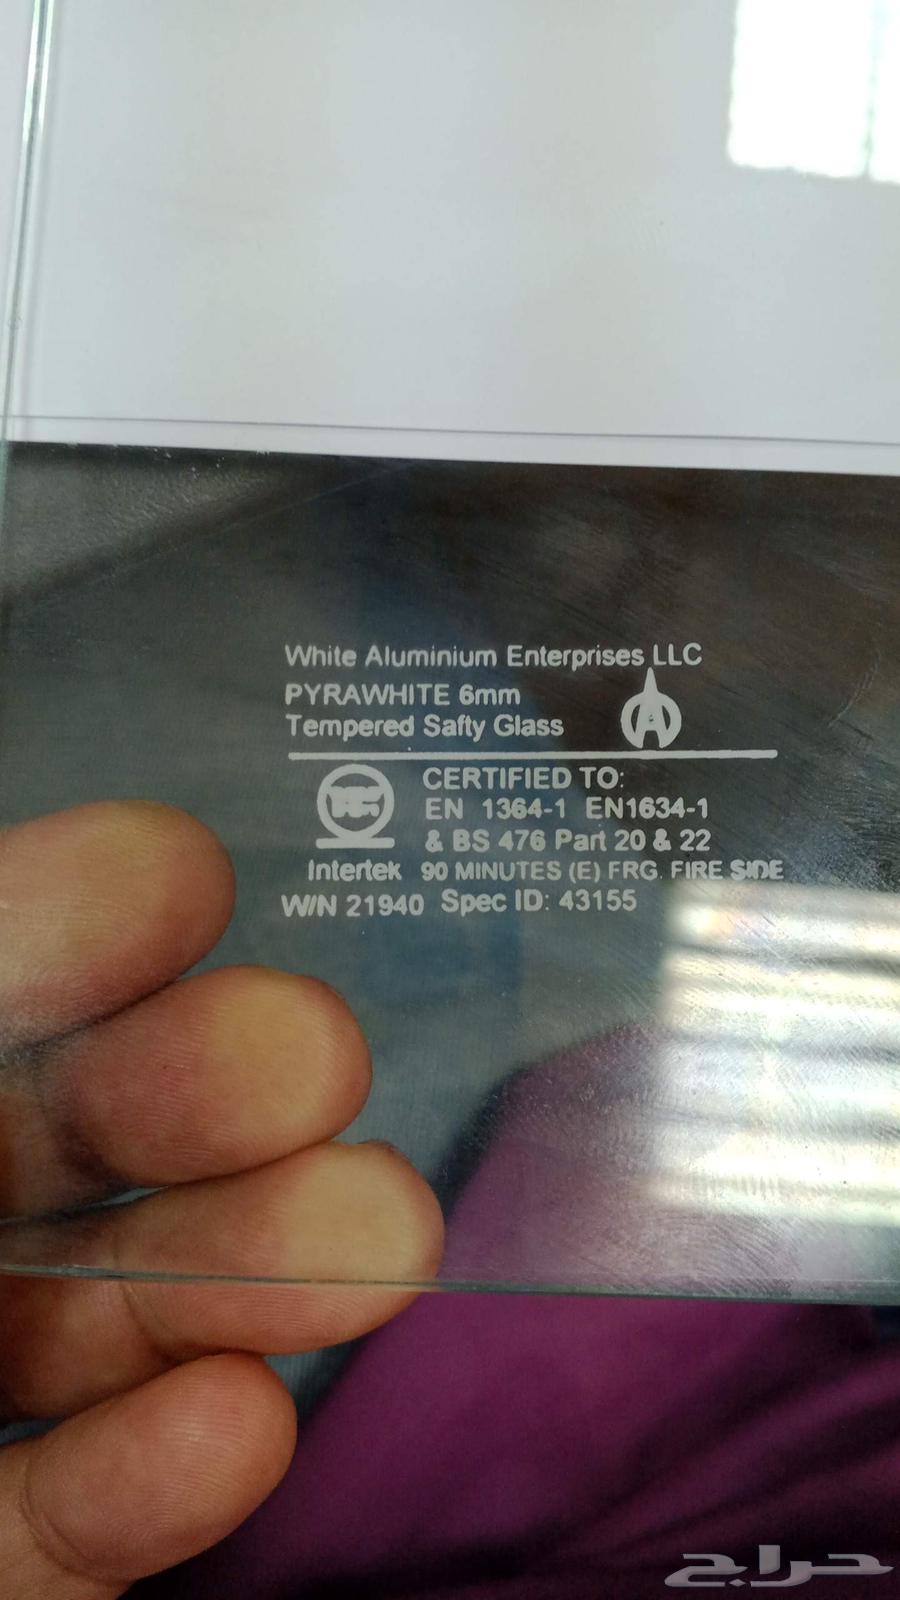 White Aluminium Enterprises LLC
PYRAWHITE 6mm
Tempered Safty Glass
CERTIFIED TO:
EN 1364-1 EN1634-1
& BS 476 Part 20 & 22
Intertek 90 MINUTES (E) FRG. FIRE SIDE
W/N 21940 Spec ID: 43155
حراج